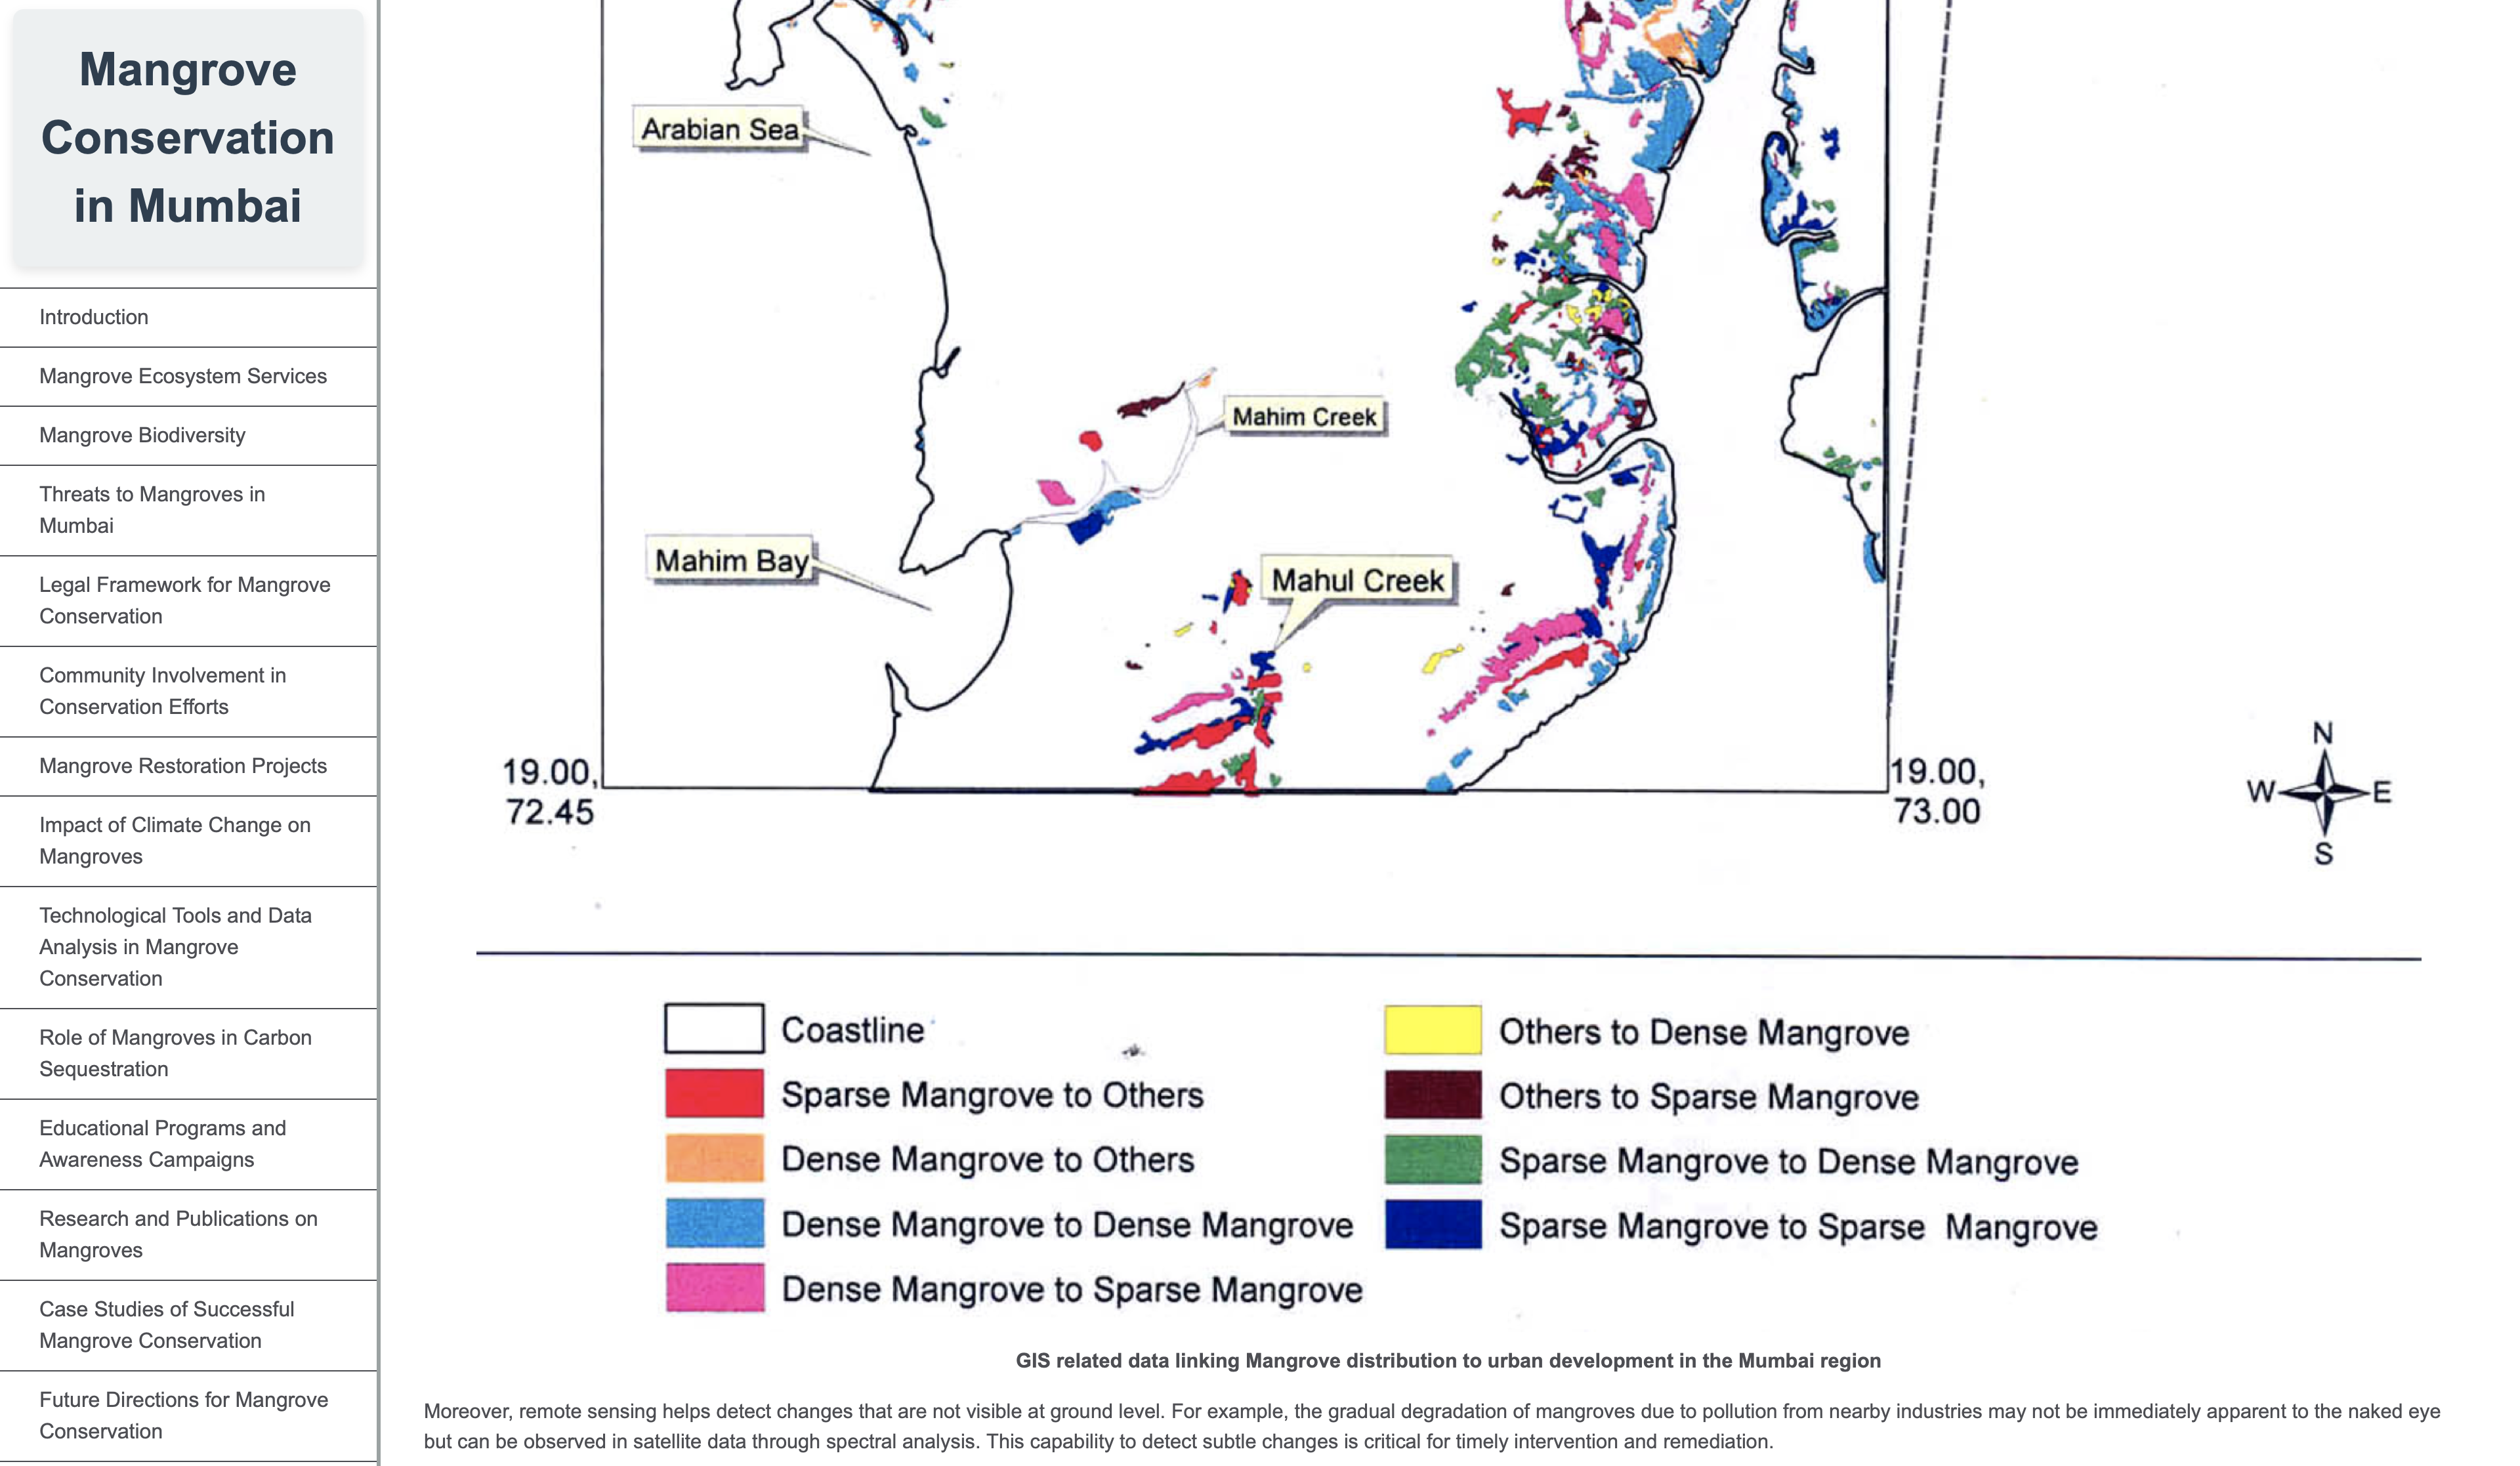 Mangrove
Conservation
in Mumbai
Introduction
Mangrove Ecosystem Services
Mangrove Biodiversity
Threats to Mangroves in
Mumbai
Legal Framework for Mangrove
Conservation
Community Involvement in
Conservation Efforts
Mangrove Restoration Projects
Impact of Climate Change on
Mangroves
Technological Tools and Data
Analysis in Mangrove
Conservation
Role of Mangroves in Carbon
Sequestration
Educational Programs and
Awareness Campaigns
Research and Publications on
Mangroves
Case Studies of Successful
Mangrove Conservation
Future Directions for Mangrove
Conservation
Arabian Sea
Mahim Creek
Mahim Bay
Mahul Creek
19.00,
72.45
19.00,
73.00
N
W
E
S
Coastline
Sparse Mangrove to Others
Dense Mangrove to Others
Dense Mangrove to Dense Mangrove
Dense Mangrove to Sparse Mangrove
Others to Dense Mangrove
Others to Sparse Mangrove
Sparse Mangrove to Dense Mangrove
Sparse Mangrove to Sparse Mangrove
GIS related data linking Mangrove distribution to urban development in the Mumbai region
Moreover, remote sensing helps detect changes that are not visible at ground level. For example, the gradual degradation of mangroves due to pollution from nearby industries may not be immediately apparent to the naked eye
but can be observed in satellite data through spectral analysis. This capability to detect subtle changes is critical for timely intervention and remediation.